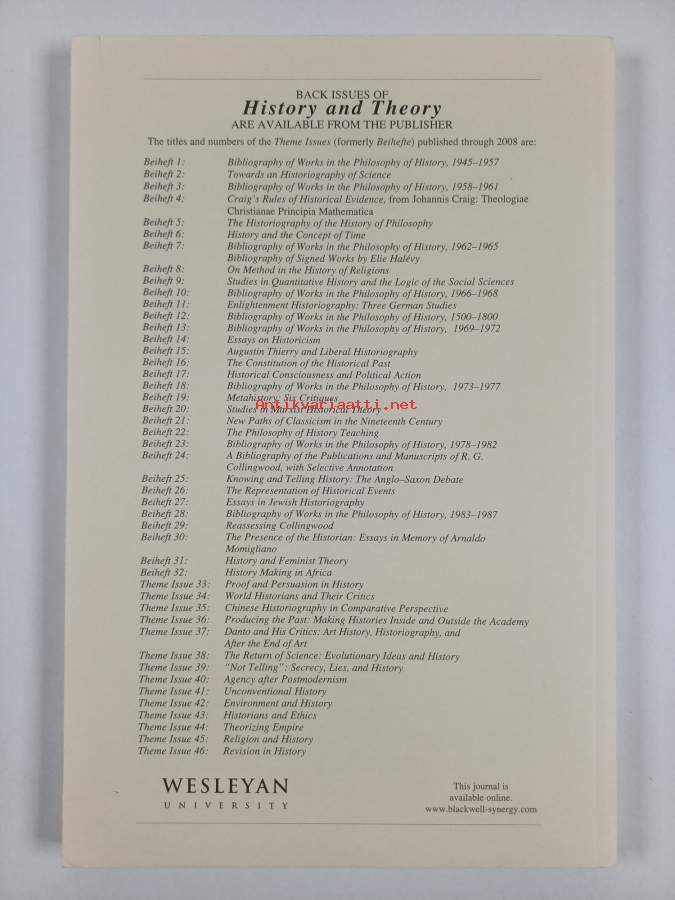 BACK ISSUES OF
History and Theory
ARE AVAILABLE FROM THE PUBLISHER
The titles and numbers of the Theme Issues (formerly Beihefte) published through 2008 are:
Beiheft 1: Bibliography of Works in the Philosophy of History, 1945–1957
Beiheft 2: Towards an Historiography of Science
Beiheft 3: Bibliography of Works in the Philosophy of History, 1958–1961
Beiheft 4: Craig's Rules of Historical Evidence, from Johannis Craig: Theologiae
Christianae Principia Mathematica
Beiheft 5: The Historiography of the History of Philosophy
Beiheft 6: History and the Concept of Time
Beiheft 7: Bibliography of Works in the Philosophy of History, 1962–1965
Bibliography of Signed Works by Elie Halévy
Beiheft 8: On Method in the History of Religions
Beiheft 9: Studies in Quantitative History and the Logic of the Social Sciences
Beiheft 10: Bibliography of Works in the Philosophy of History, 1966–1968
Beiheft 11: Enlightenment Historiography: Three German Studies
Beiheft 12: Bibliography of Works in the Philosophy of History, 1500–1800
Beiheft 13: Bibliography of Works in the Philosophy of History, 1969–1972
Beiheft 14: Essays on Historicism
Beiheft 15: Augustin Thierry and Liberal Historiography
Beiheft 16: The Constitution of the Historical Past
Beiheft 17: Historical Consciousness and Political Action
Beiheft 18: Bibliography of Works in the Philosophy of History, 1973–1977
Beiheft 19: Metahistory: Six Critiques
Antikvariaatti.net
Beiheft 20: Studies in Marxist Historical Theory
Beiheft 21: New Paths of Classicism in the Nineteenth Century
Beiheft 22: The Philosophy of History Teaching
Beiheft 23: Bibliography of Works in the Philosophy of History, 1978–1982
Beiheft 24: A Bibliography of the Publications and Manuscripts of R. G.
Collingwood, with Selective Annotation
Beiheft 25: Knowing and Telling History: The Anglo–Saxon Debate
Beiheft 26: The Representation of Historical Events
Beiheft 27: Essays in Jewish Historiography
Beiheft 28: Bibliography of Works in the Philosophy of History, 1983–1987
Beiheft 29: Reassessing Collingwood
Beiheft 30: The Presence of the Historian: Essays in Memory of Arnaldo
Momigliano
Beiheft 31: History and Feminist Theory
Beiheft 32: History Making in Africa
Theme Issue 33: Proof and Persuasion in History
Theme Issue 34: World Historians and Their Critics
Theme Issue 35: Chinese Historiography in Comparative Perspective
Theme Issue 36: Producing the Past: Making Histories Inside and Outside the Academy
Theme Issue 37: Danto and His Critics: Art History, Historiography, and
After the End of Art
Theme Issue 38: The Return of Science: Evolutionary Ideas and History
Theme Issue 39: “Not Telling”: Secrecy, Lies, and History
Theme Issue 40: Agency after Postmodernism
Theme Issue 41: Unconventional History
Theme Issue 42: Environment and History
Theme Issue 43: Historians and Ethics
Theme Issue 44: Theorizing Empire
Theme Issue 45: Religion and History
Theme Issue 46: Revision in History
WESLEYAN
UNIVERSITY
This journal is
available online:
www.blackwell-synergy.com